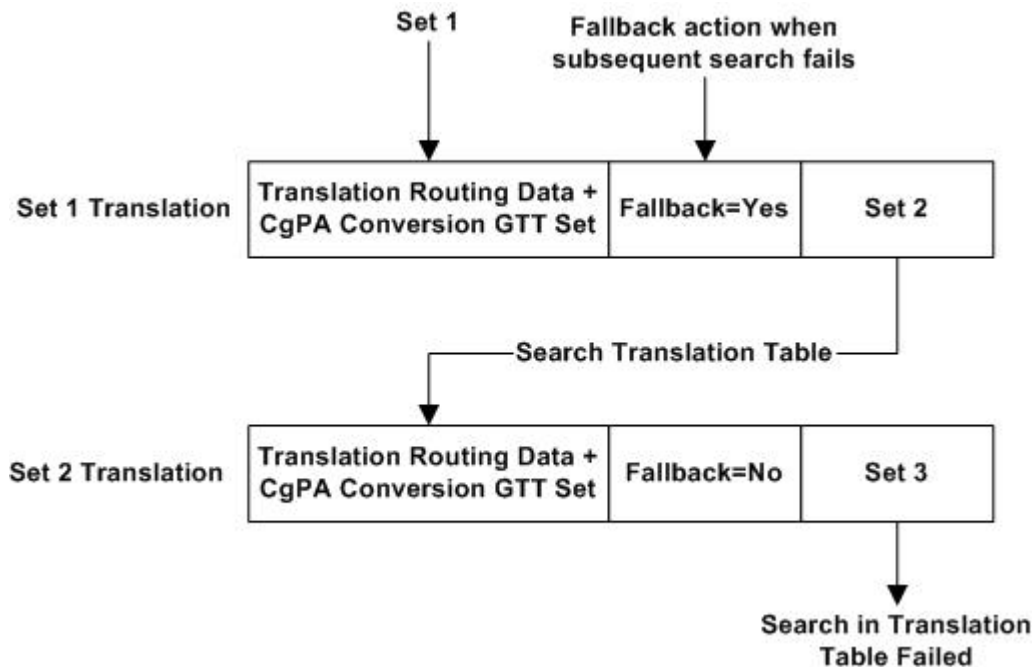 Set 1
Fallback action when
subsequent search fails
Set 1 Translation
Translation Routing Data +
CgPA Conversion GTT Set
Fallback=Yes
Set 2
Search Translation Table
Set 2 Translation
Translation Routing Data +
CgPA Conversion GTT Set
Fallback=No
Set 3
Search in Translation
Table Failed